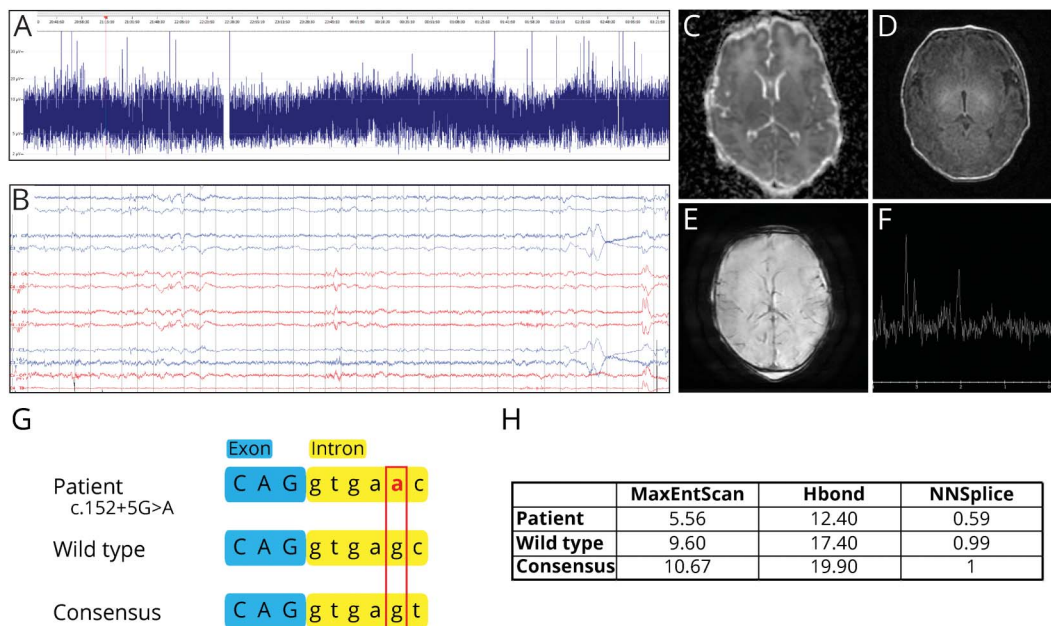 A
B
C
D
E
F
G
Exon Intron
Patient C A G g t g a a c
c.152+5G>A
Wild type C A G g t g a g c
Consensus C A G g t g a g t
H
MaxEntScan Hbond NNSplice
Patient 5.56 12.40 0.59
Wild type 9.60 17.40 0.99
Consensus 10.67 19.90 1